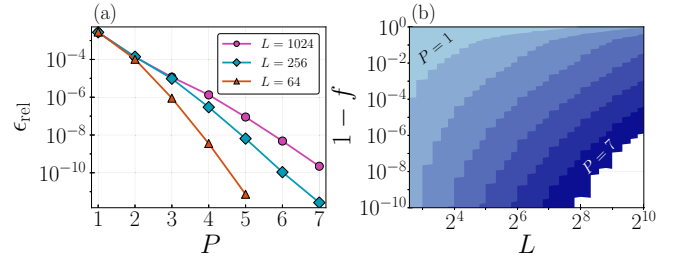 (a)
(b)
L = 1024
L = 256
L = 64
ϵ_rel
10^{-4}
10^{-6}
10^{-8}
10^{-10}
1 2 3 4 5 6 7
P
1 − f
10^{0}
10^{-2}
10^{-4}
10^{-6}
10^{-8}
10^{-10}
P = 1
P = 7
2^{4} 2^{6} 2^{8} 2^{10}
L